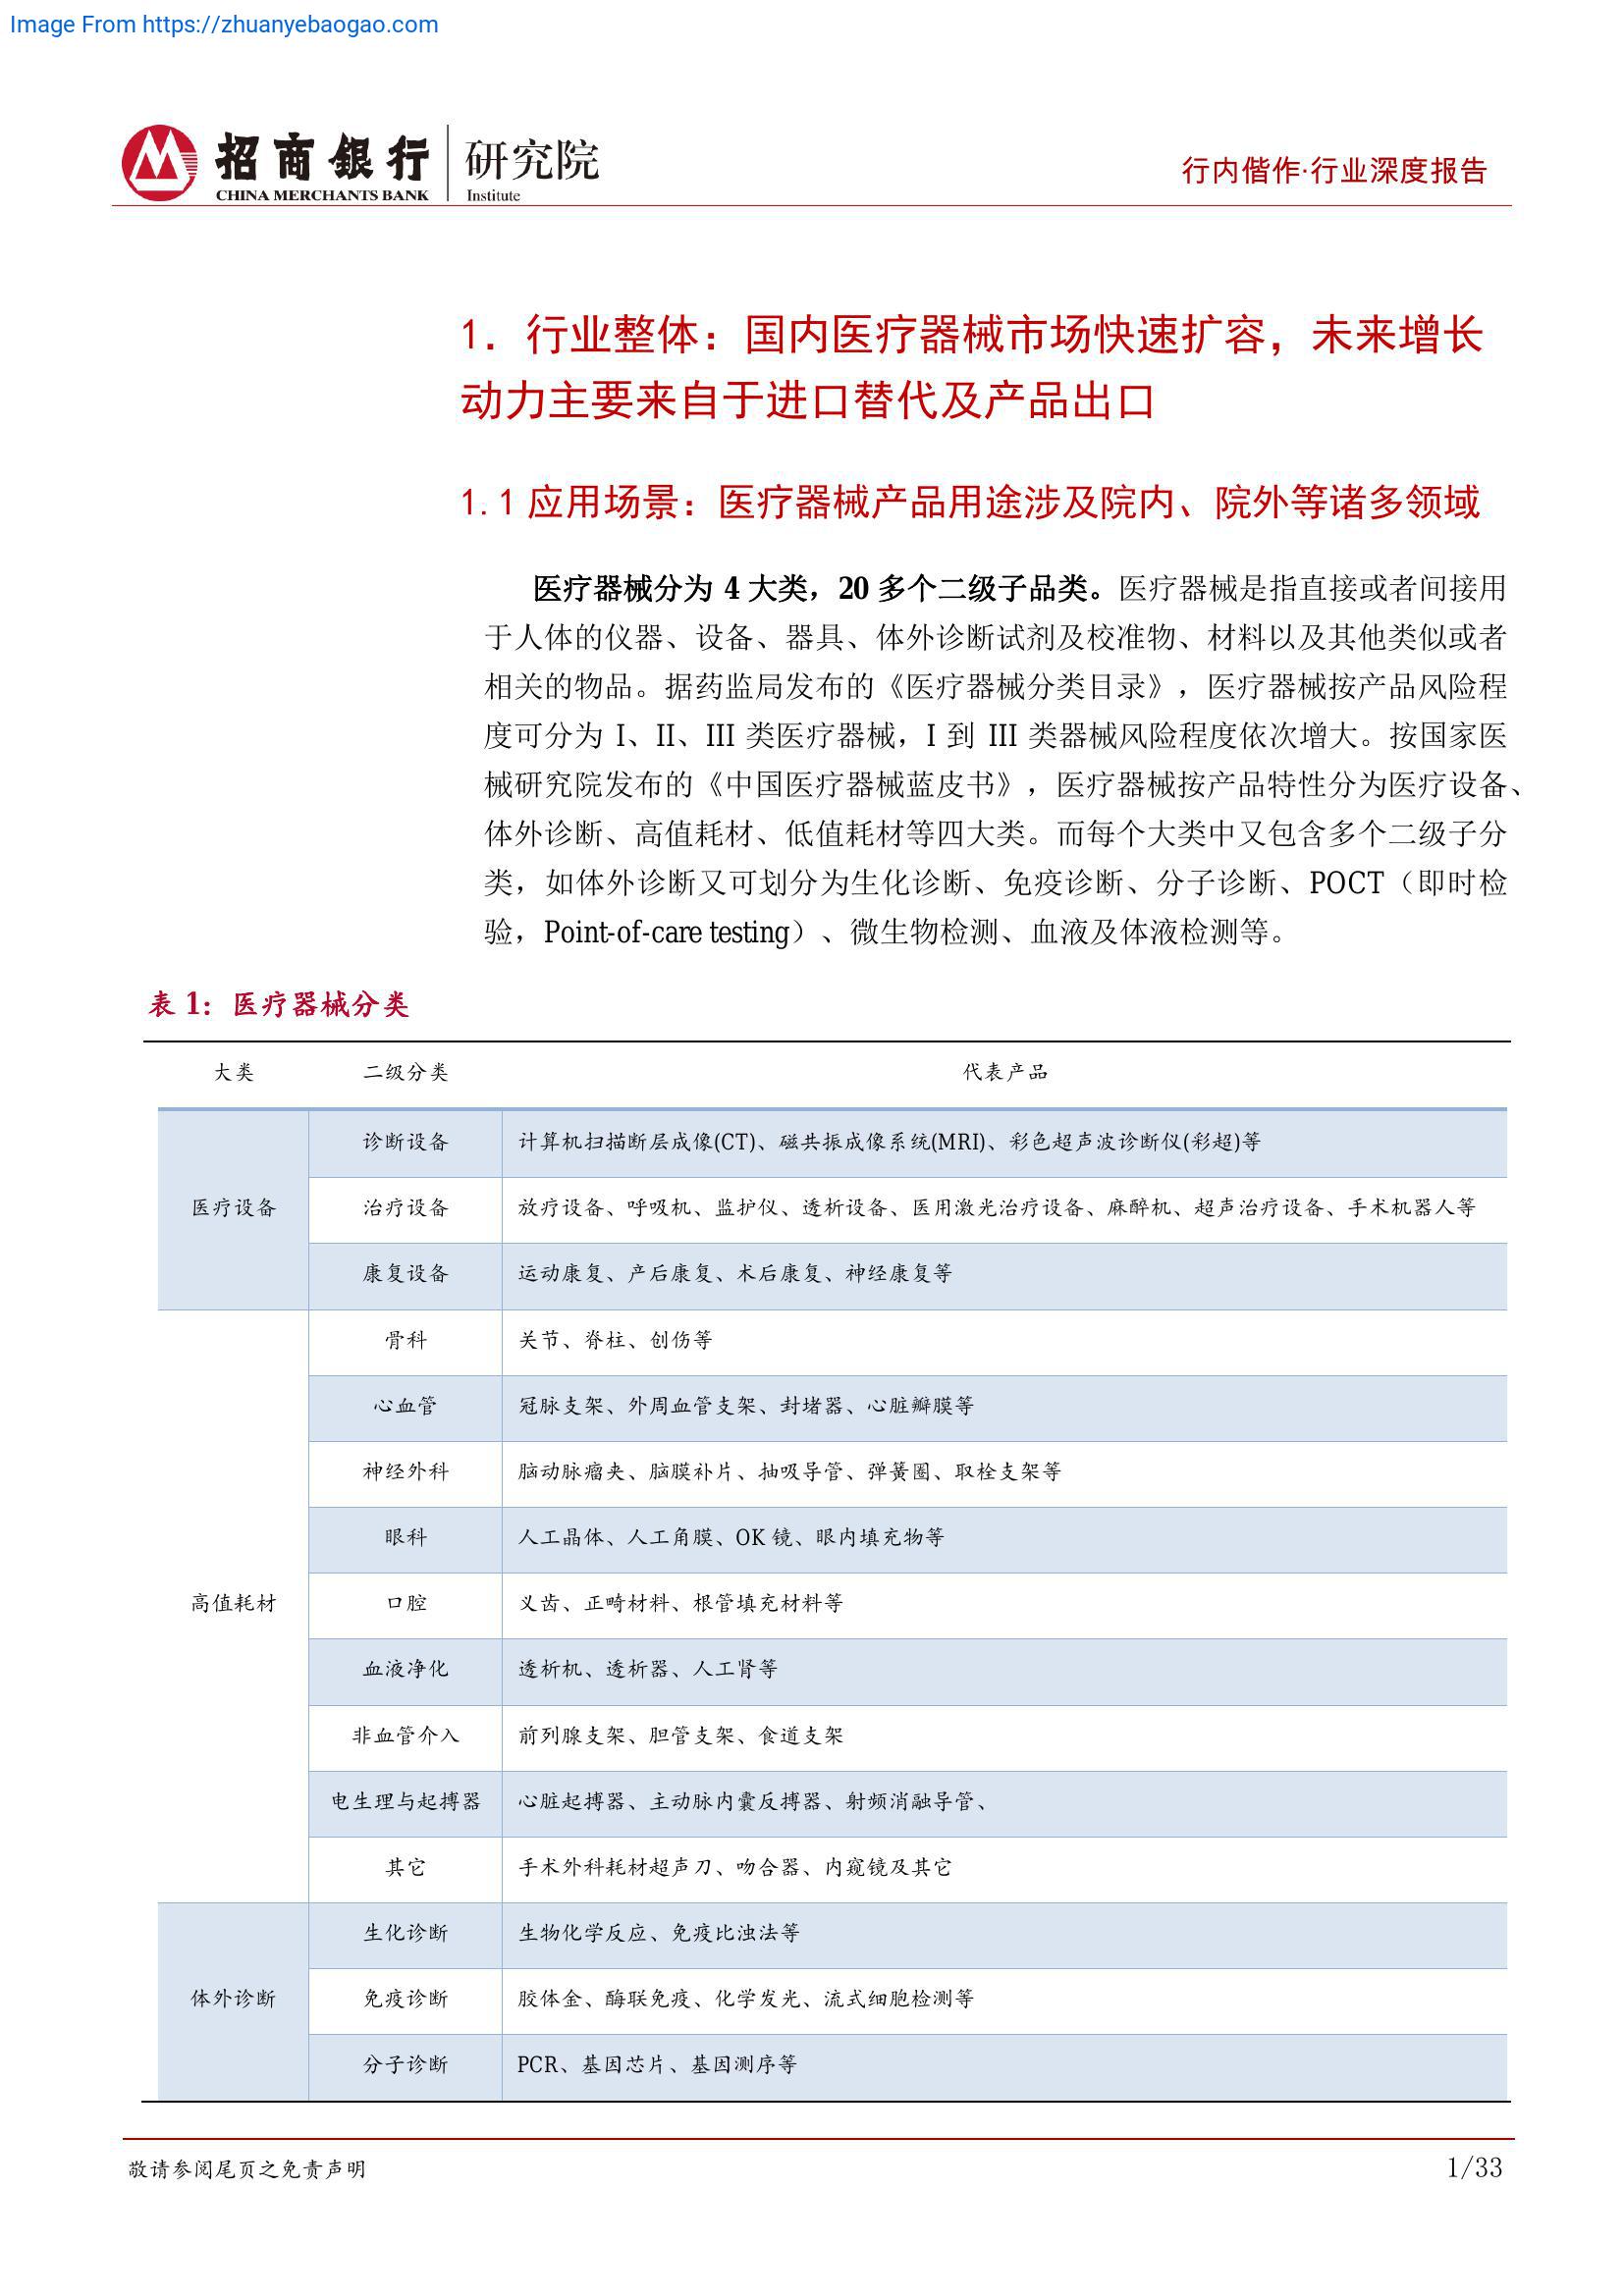 Image From https://zhuanyebaogao.com
招商銀行 研究院
CHINA MERCHANTS BANK Institute
行内偕作·行业深度报告
1. 行业整体：国内医疗器械市场快速扩容，未来增长
动力主要来自于进口替代及产品出口
1.1 应用场景：医疗器械产品用途涉及院内、院外等诸多领域
医疗器械分为 4 大类，20 多个二级子品类。医疗器械是指直接或者间接用
于人体的仪器、设备、器具、体外诊断试剂及校准物、材料以及其他类似或者
相关的物品。据药监局发布的《医疗器械分类目录》，医疗器械按产品风险程
度可分为 I、II、III 类医疗器械，I 到 III 类器械风险程度依次增大。按国家医
械研究院发布的《中国医疗器械蓝皮书》，医疗器械按产品特性分为医疗设备、
体外诊断、高值耗材、低值耗材等四大类。而每个大类中又包含多个二级子分
类，如体外诊断又可划分为生化诊断、免疫诊断、分子诊断、POCT（即时检
验，Point-of-care testing）、微生物检测、血液及体液检测等。
表 1：医疗器械分类
大类 二级分类 代表产品
诊断设备 计算机扫描断层成像(CT)、磁共振成像系统(MRI)、彩色超声波诊断仪(彩超)等
医疗设备 治疗设备 放疗设备、呼吸机、监护仪、透析设备、医用激光治疗设备、麻醉机、超声治疗设备、手术机器人等
康复设备 运动康复、产后康复、术后康复、神经康复等
骨科 关节、脊柱、创伤等
心血管 冠脉支架、外周血管支架、封堵器、心脏瓣膜等
神经外科 脑动脉瘤夹、脑膜补片、抽吸导管、弹簧圈、取栓支架等
眼科 人工晶体、人工角膜、OK 镜、眼内填充物等
高值耗材 口腔 义齿、正畸材料、根管填充材料等
血液净化 透析机、透析器、人工肾等
非血管介入 前列腺支架、胆管支架、食道支架
电生理与起搏器 心脏起搏器、主动脉内囊反搏器、射频消融导管、
其它 手术外科耗材超声刀、吻合器、内窥镜及其它
生化诊断 生物化学反应、免疫比浊法等
体外诊断 免疫诊断 胶体金、酶联免疫、化学发光、流式细胞检测等
分子诊断 PCR、基因芯片、基因测序等
敬请参阅尾页之免责声明
1/33